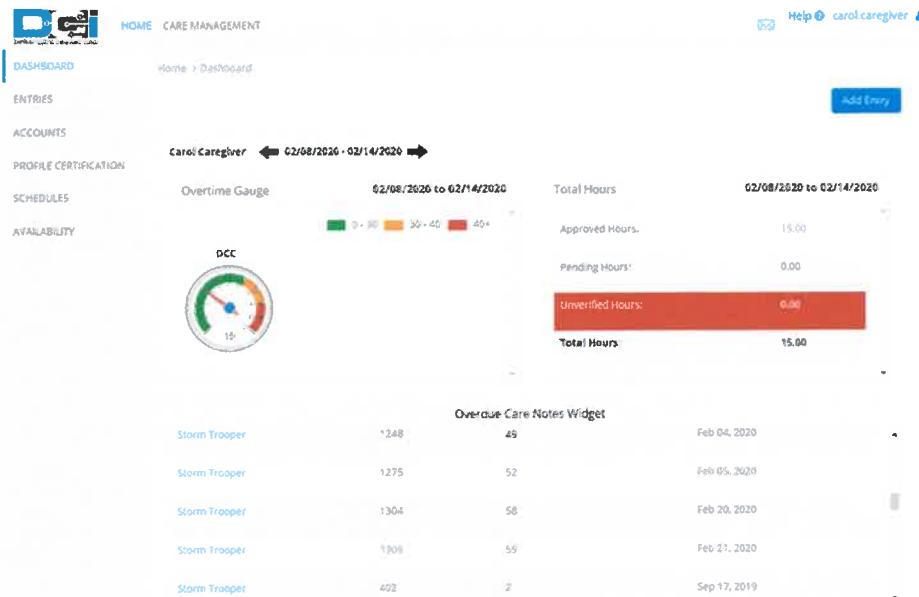 DCI
HOME CARE MANAGEMENT
Help ? carol.caregiver
DASHBOARD
Home > Dashboard
ENTRIES
Add Entry
ACCOUNTS
PROFILE CERTIFICATION
SCHEDULES
AVAILABILITY
Carol Caregiver 02/08/2020 - 02/14/2020
Overtime Gauge 02/08/2020 to 02/14/2020
40+
DCC
15
Total Hours 02/08/2020 to 02/14/2020
Approved Hours: 15.00
Pending Hours: 0.00
Unverified Hours: 0.00
Total Hours 15.00
Overdue Care Notes Widget
Storm Trooper 1248 49 Feb 04, 2020
Storm Trooper 1275 52 Feb 05, 2020
Storm Trooper 1304 58 Feb 20, 2020
Storm Trooper 59 Feb 21, 2020
Storm Trooper 402 2 Sep 17, 2019